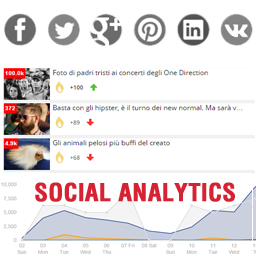 100.0k
Foto di padri tristi ai concerti degli One Direction
+100
372
Basta con gli hipster, è il turno dei new normal. Ma sarà v...
+89
4.9k
Gli animali pelosi più buffi del creato
+68
SOCIAL ANALYTICS
10,000
7,500
5,000
2,500
0
02 03 04 05 06 07 Fri 08 Sat 09 10 11 12
Sun Mon Tue Wed Thu Sun Mon Tue Wed